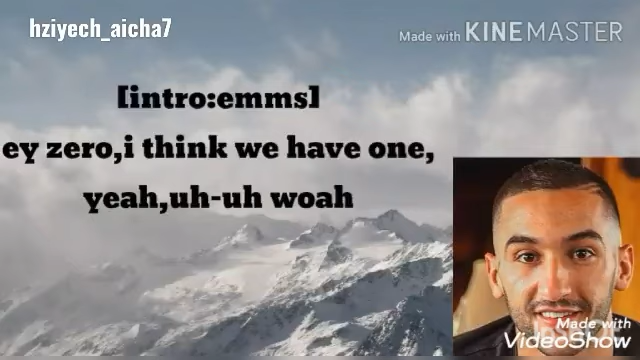 hziyech_aicha7
Made with KINEMASTER
[intro:emms]
ey zero,i think we have one,
yeah,uh-uh woah
Made with
VideoShow